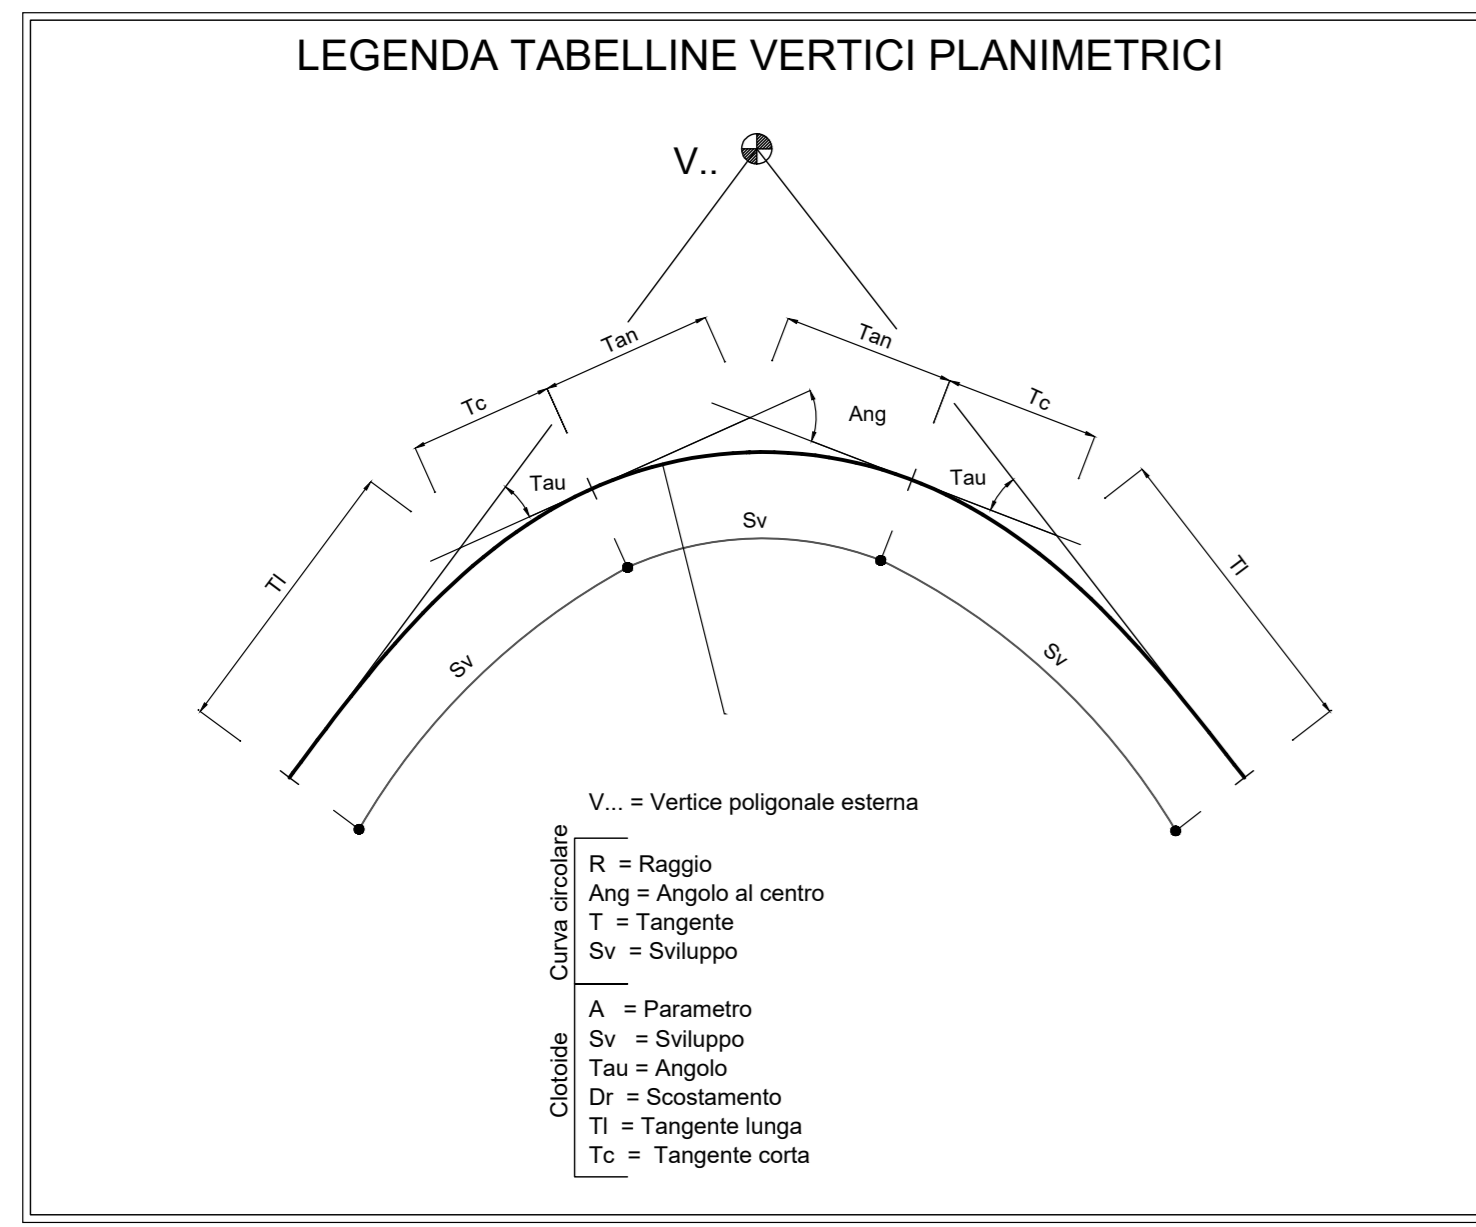 LEGENDA TABELLINE VERTICI PLANIMETRICI
V..
Tan
Tan
Tc
Tc
Ang
Tau
Tau
Sv
Tl
Tl
Sv
Sv
V... = Vertice poligonale esterna
Curva circolare
R = Raggio
Ang = Angolo al centro
T = Tangente
Sv = Sviluppo
Clotoide
A = Parametro
Sv = Sviluppo
Tau = Angolo
Dr = Scostamento
Tl = Tangente lunga
Tc = Tangente corta